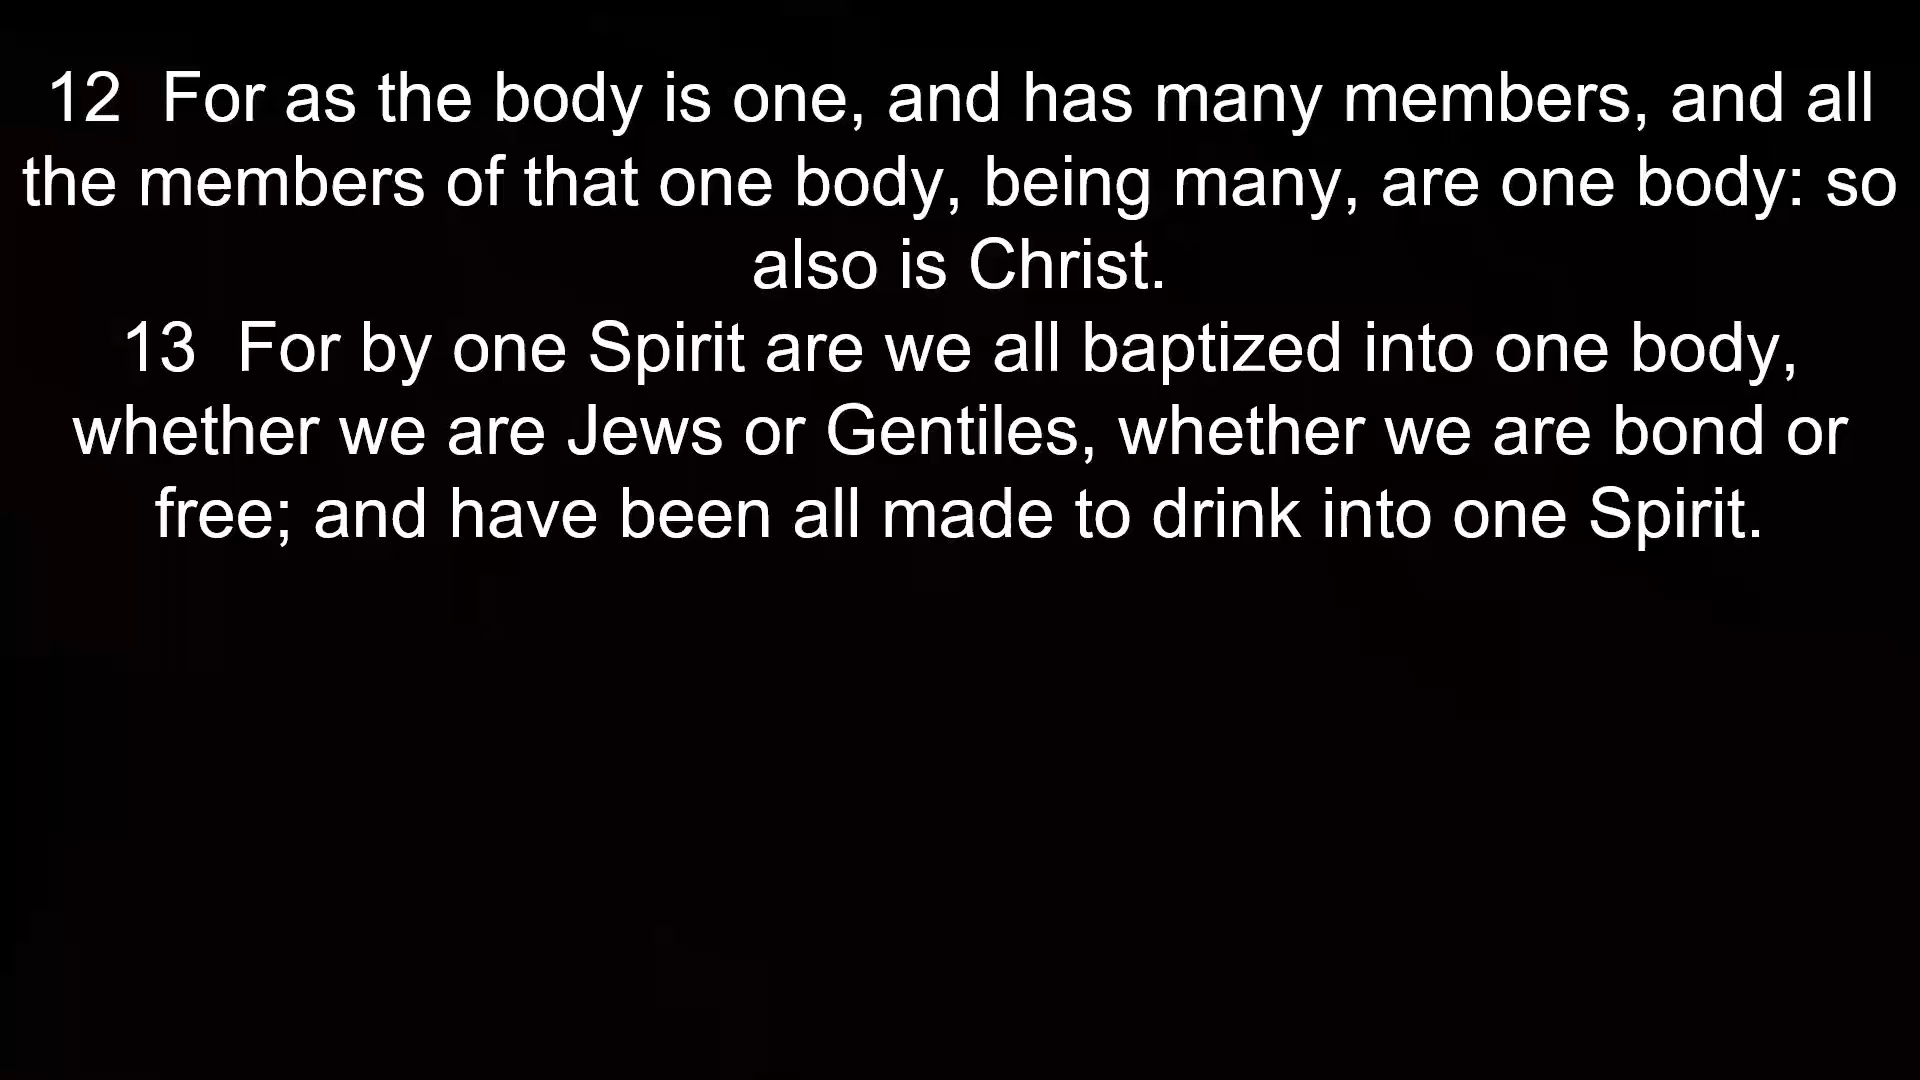 12  For as the body is one, and has many members, and all
the members of that one body, being many, are one body: so
also is Christ.
13  For by one Spirit are we all baptized into one body,
whether we are Jews or Gentiles, whether we are bond or
free; and have been all made to drink into one Spirit.